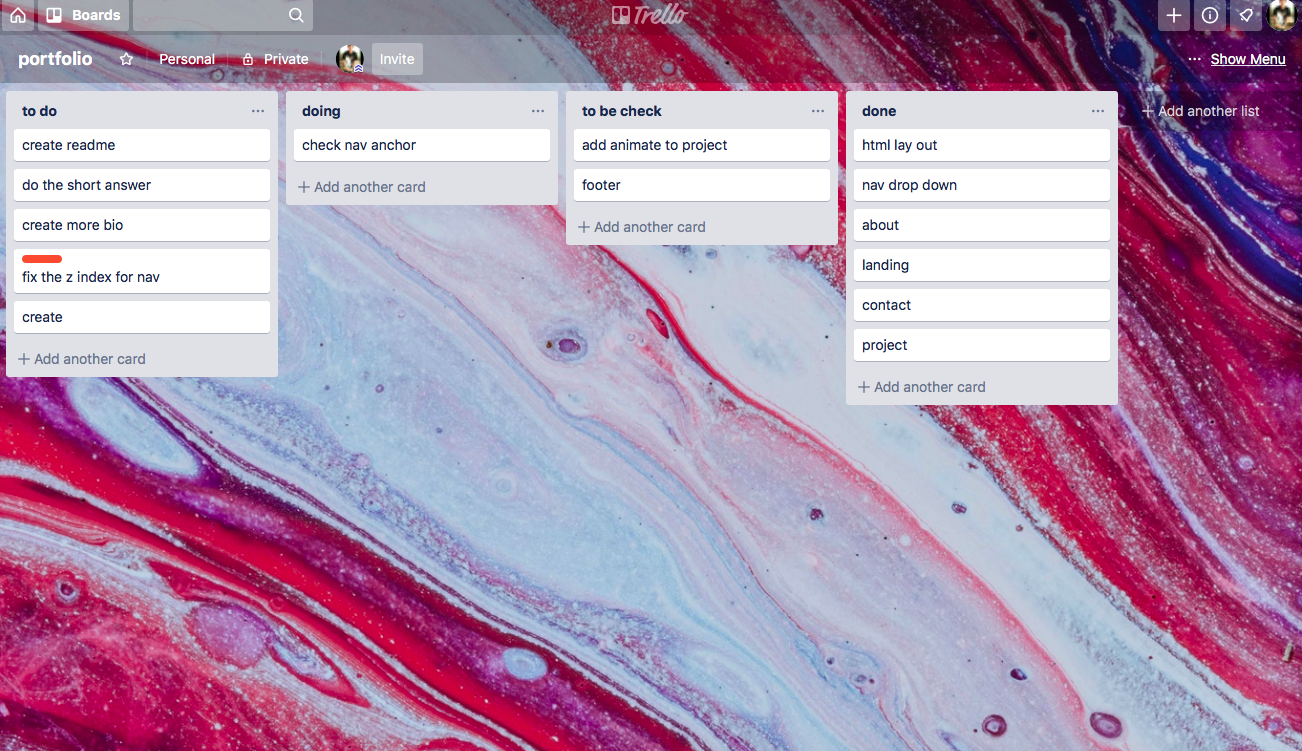 Boards
Trello
portfolio
Personal
Private
Invite
... Show Menu
to do
create readme
do the short answer
create more bio
fix the z index for nav
create
+ Add another card
doing
check nav anchor
+ Add another card
to be check
add animate to project
footer
+ Add another card
done
html lay out
nav drop down
about
landing
contact
project
+ Add another card
+ Add another list